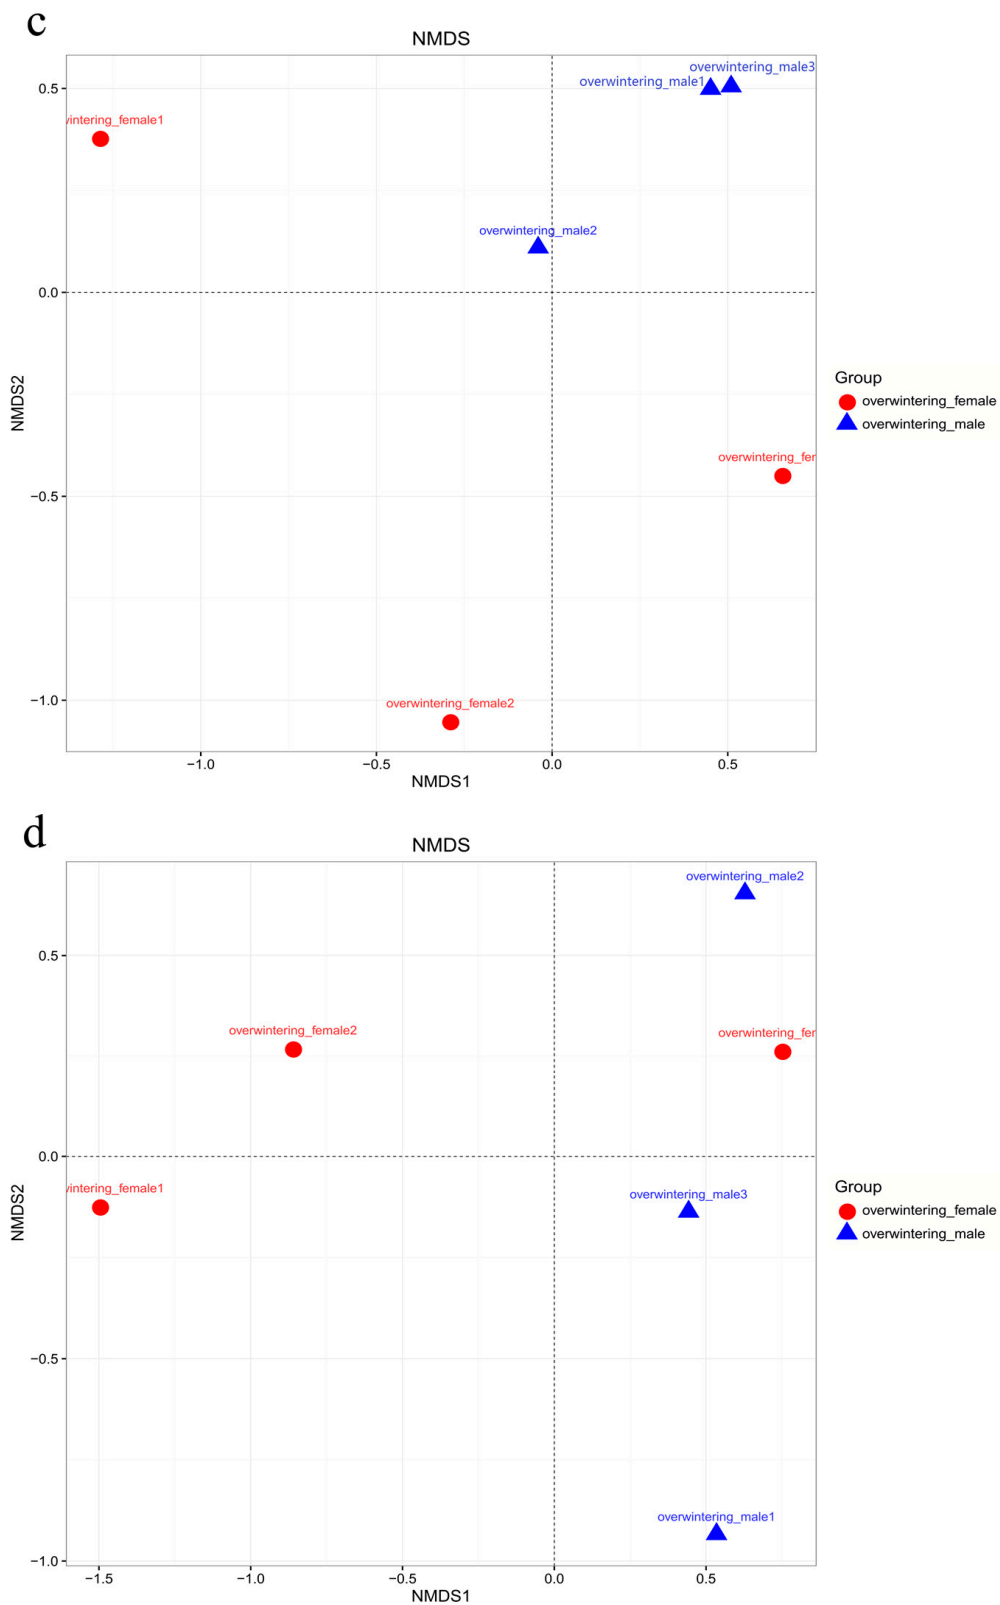 c
NMDS
overwintering_male3
overwintering_male1
0.5
wintering_female1
overwintering_male2
0.0
Group
overwintering_female
overwintering_male
NMDS2
overwintering_fer
−0.5
−1.0
overwintering_female2
−1.0
−0.5
0.0
0.5
NMDS1
d
NMDS
overwintering_male2
0.5
overwintering_female2
overwintering_fer
0.0
wintering_female1
overwintering_male3
Group
overwintering_female
overwintering_male
NMDS2
−0.5
overwintering_male1
−1.0
−1.5
−1.0
−0.5
0.0
0.5
NMDS1